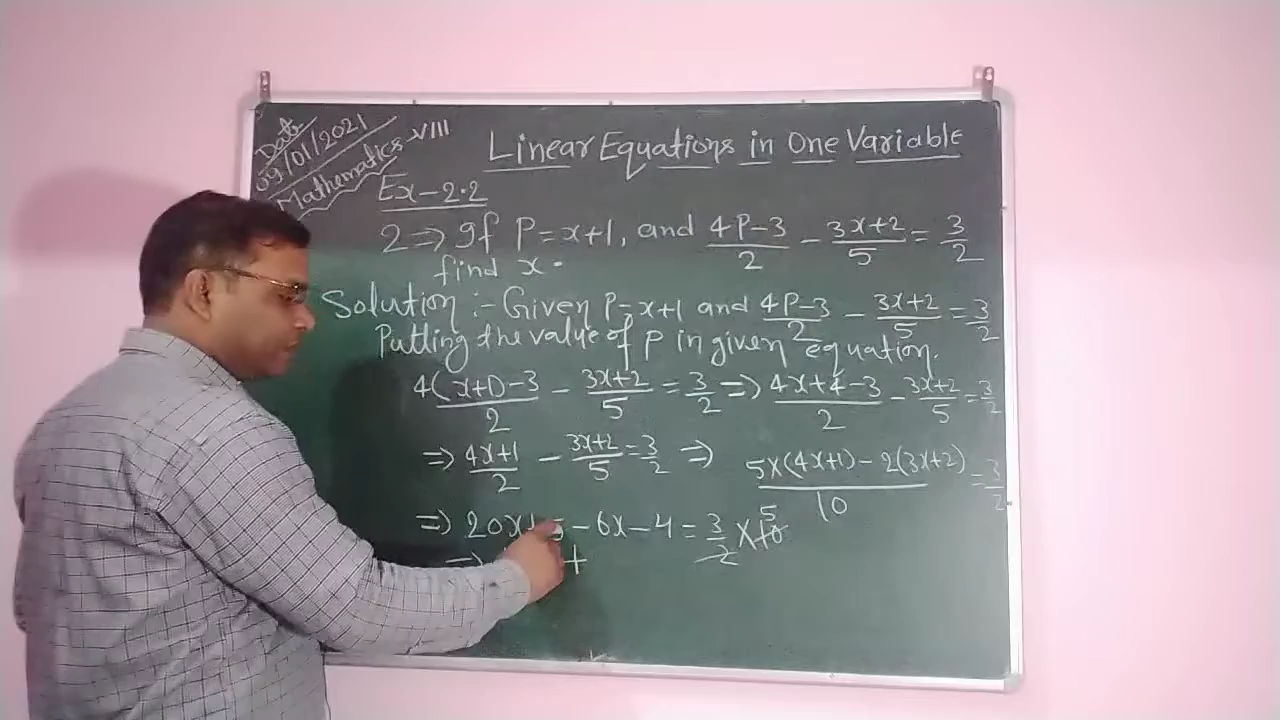 Date
09/01/2021
Mathematics-VIII
Linear Equations in One Variable
Ex-2.2
2 ⇒ If P=x+1, and (4P-3)/2 - (3x+2)/5 = 3/2
find x.
Solution :- Given P=x+1 and (4P-3)/2 - (3x+2)/5 = 3/2
Putting the value of P in given equation.
(4(x+1)-3)/2 - (3x+2)/5 = 3/2 ⇒ (4x+4-3)/2 - (3x+2)/5 = 3/2
⇒ (4x+1)/2 - (3x+2)/5 = 3/2 ⇒ (5×(4x+1)-2(3x+2))/10 = 3/2
⇒ 20x+5-6x-4 = 3/2 × 10 5
⇒ +